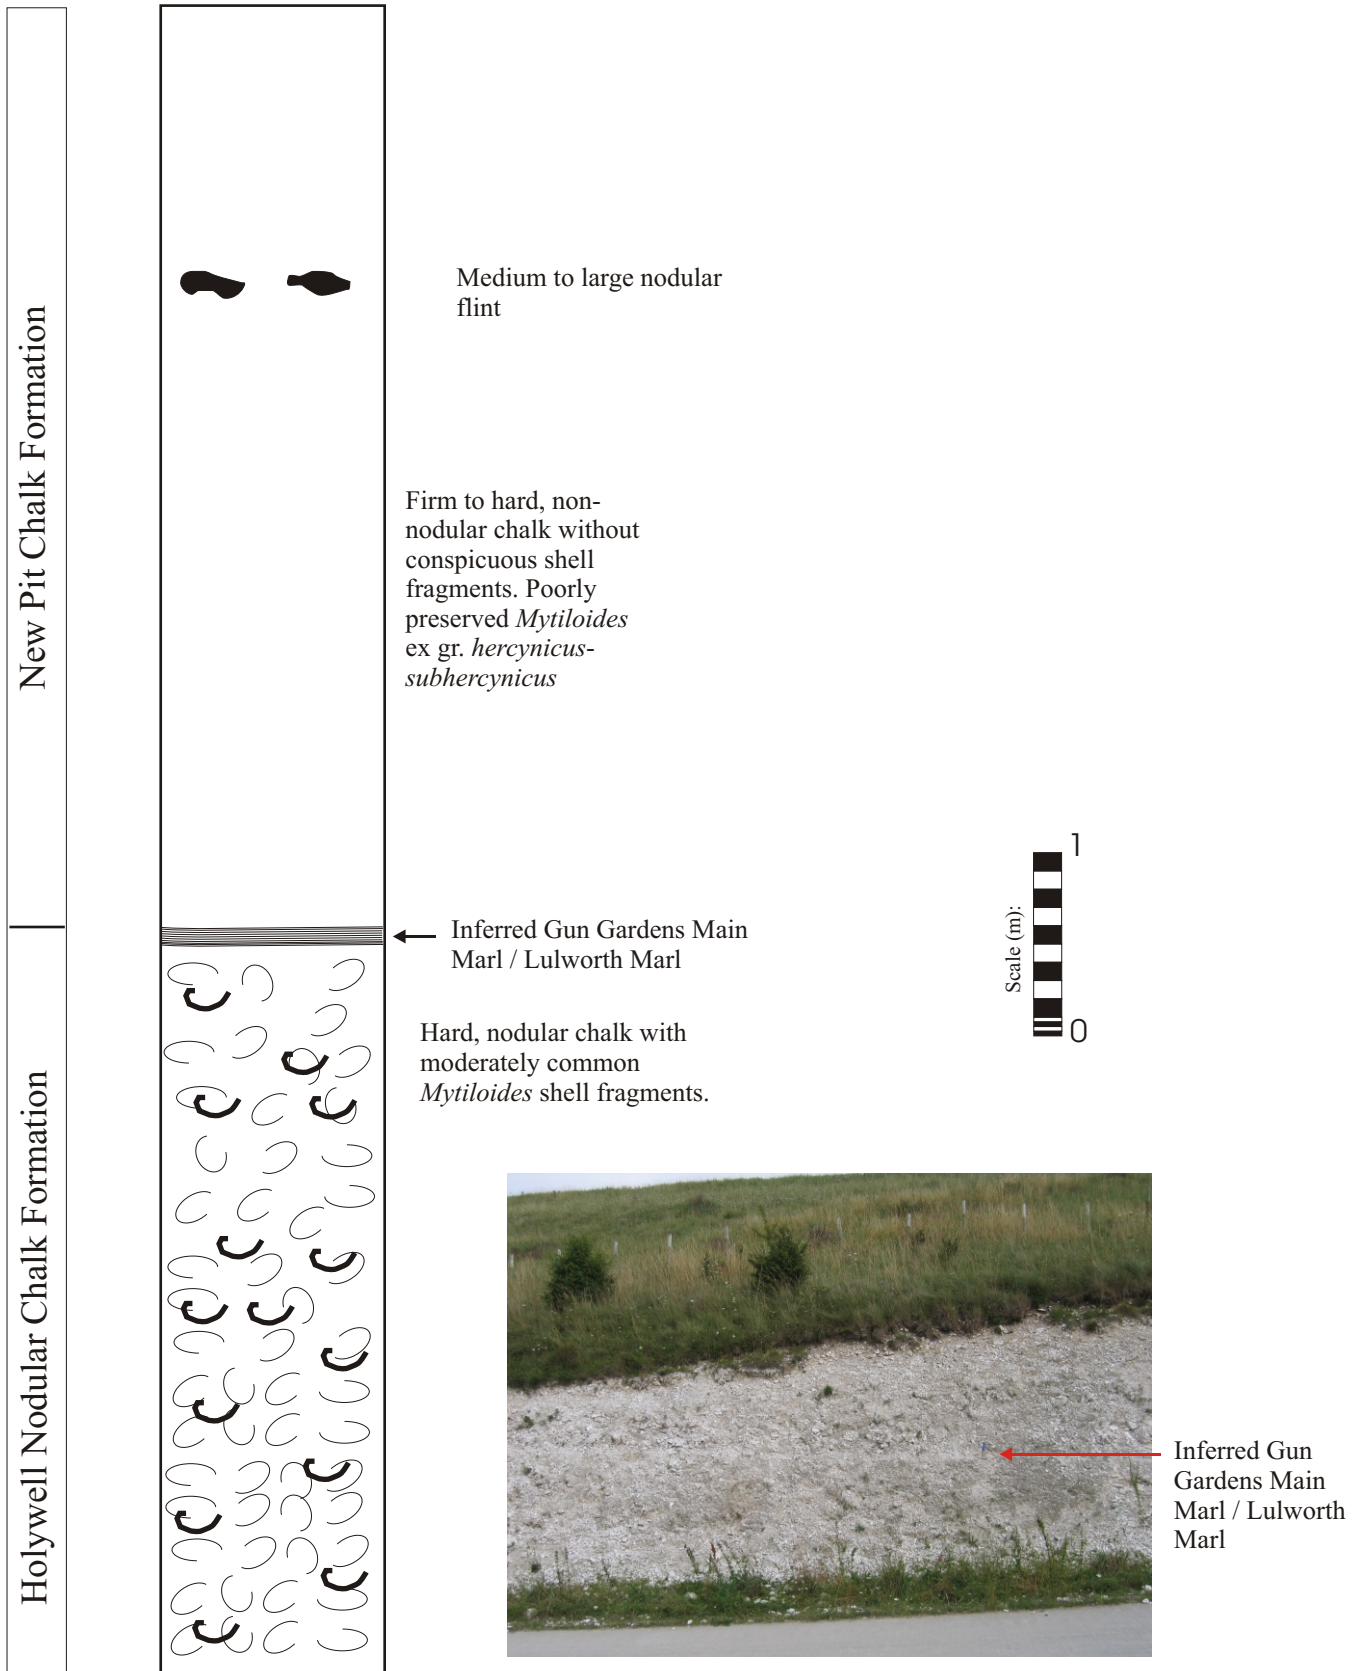 New Pit Chalk Formation
Medium to large nodular
flint
Firm to hard, non-
nodular chalk without
conspicuous shell
fragments. Poorly
preserved Mytiloides
ex gr. hercynicus-
subhercynicus
Inferred Gun Gardens Main
Marl / Lulworth Marl
Scale (m):
1
0
Holywell Nodular Chalk Formation
Hard, nodular chalk with
moderately common
Mytiloides shell fragments.
Inferred Gun
Gardens Main
Marl / Lulworth
Marl